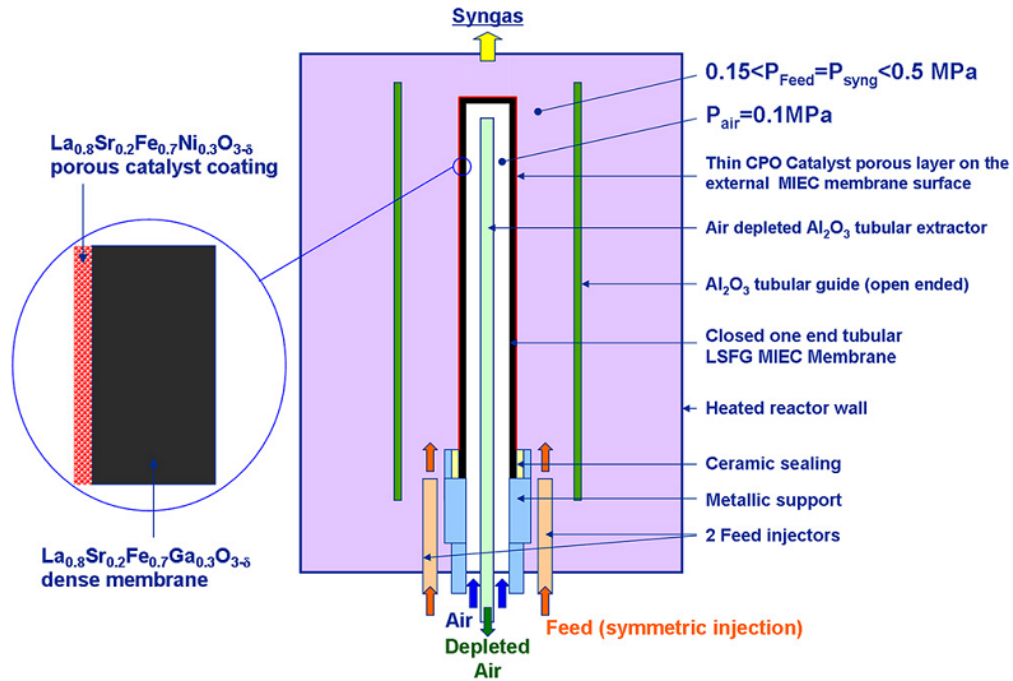 Syngas
0.15<P_Feed=P_syng<0.5 MPa
P_air=0.1MPa
La₀.₈Sr₀.₂Fe₀.₇Ni₀.₃O₃₋δ
porous catalyst coating
Thin CPO Catalyst porous layer on the
external MIEC membrane surface
Air depleted Al₂O₃ tubular extractor
Al₂O₃ tubular guide (open ended)
Closed one end tubular
LSFG MIEC Membrane
Heated reactor wall
Ceramic sealing
Metallic support
2 Feed injectors
La₀.₈Sr₀.₂Fe₀.₇Ga₀.₃O₃₋δ
dense membrane
Air
Feed (symmetric injection)
Depleted
Air